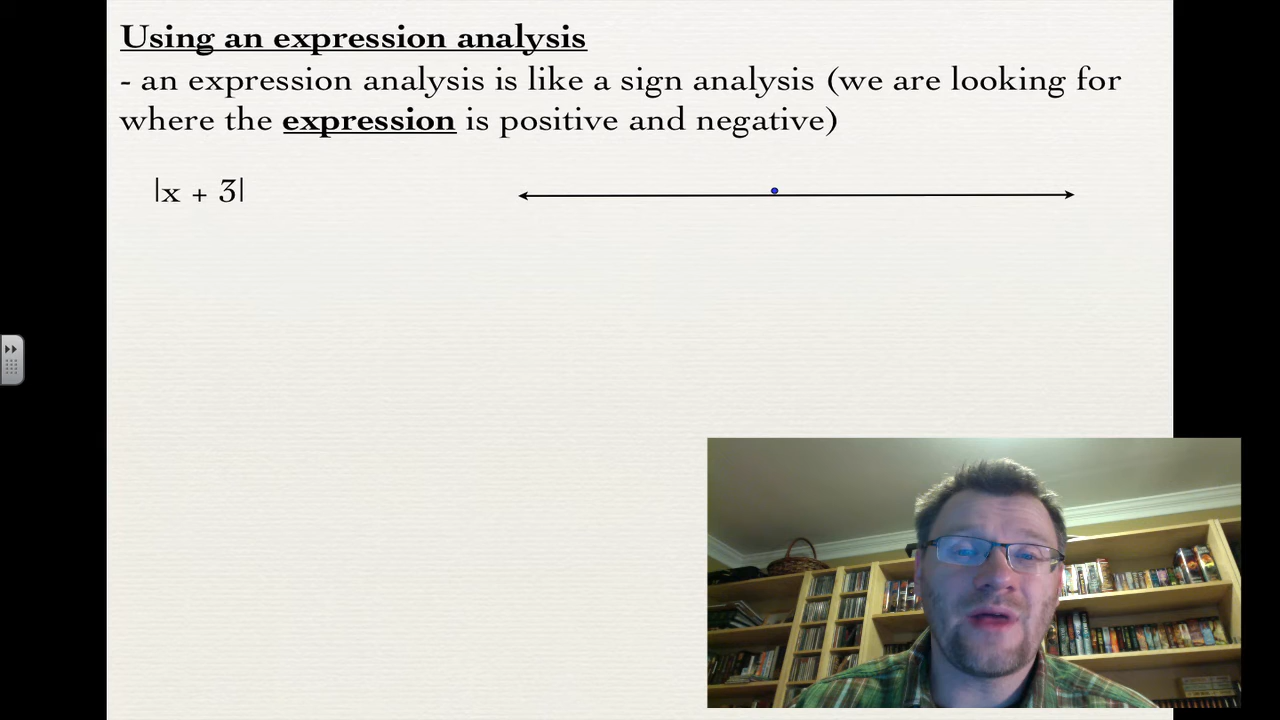 Using an expression analysis
- an expression analysis is like a sign analysis (we are looking for
where the expression is positive and negative)
|x + 3|